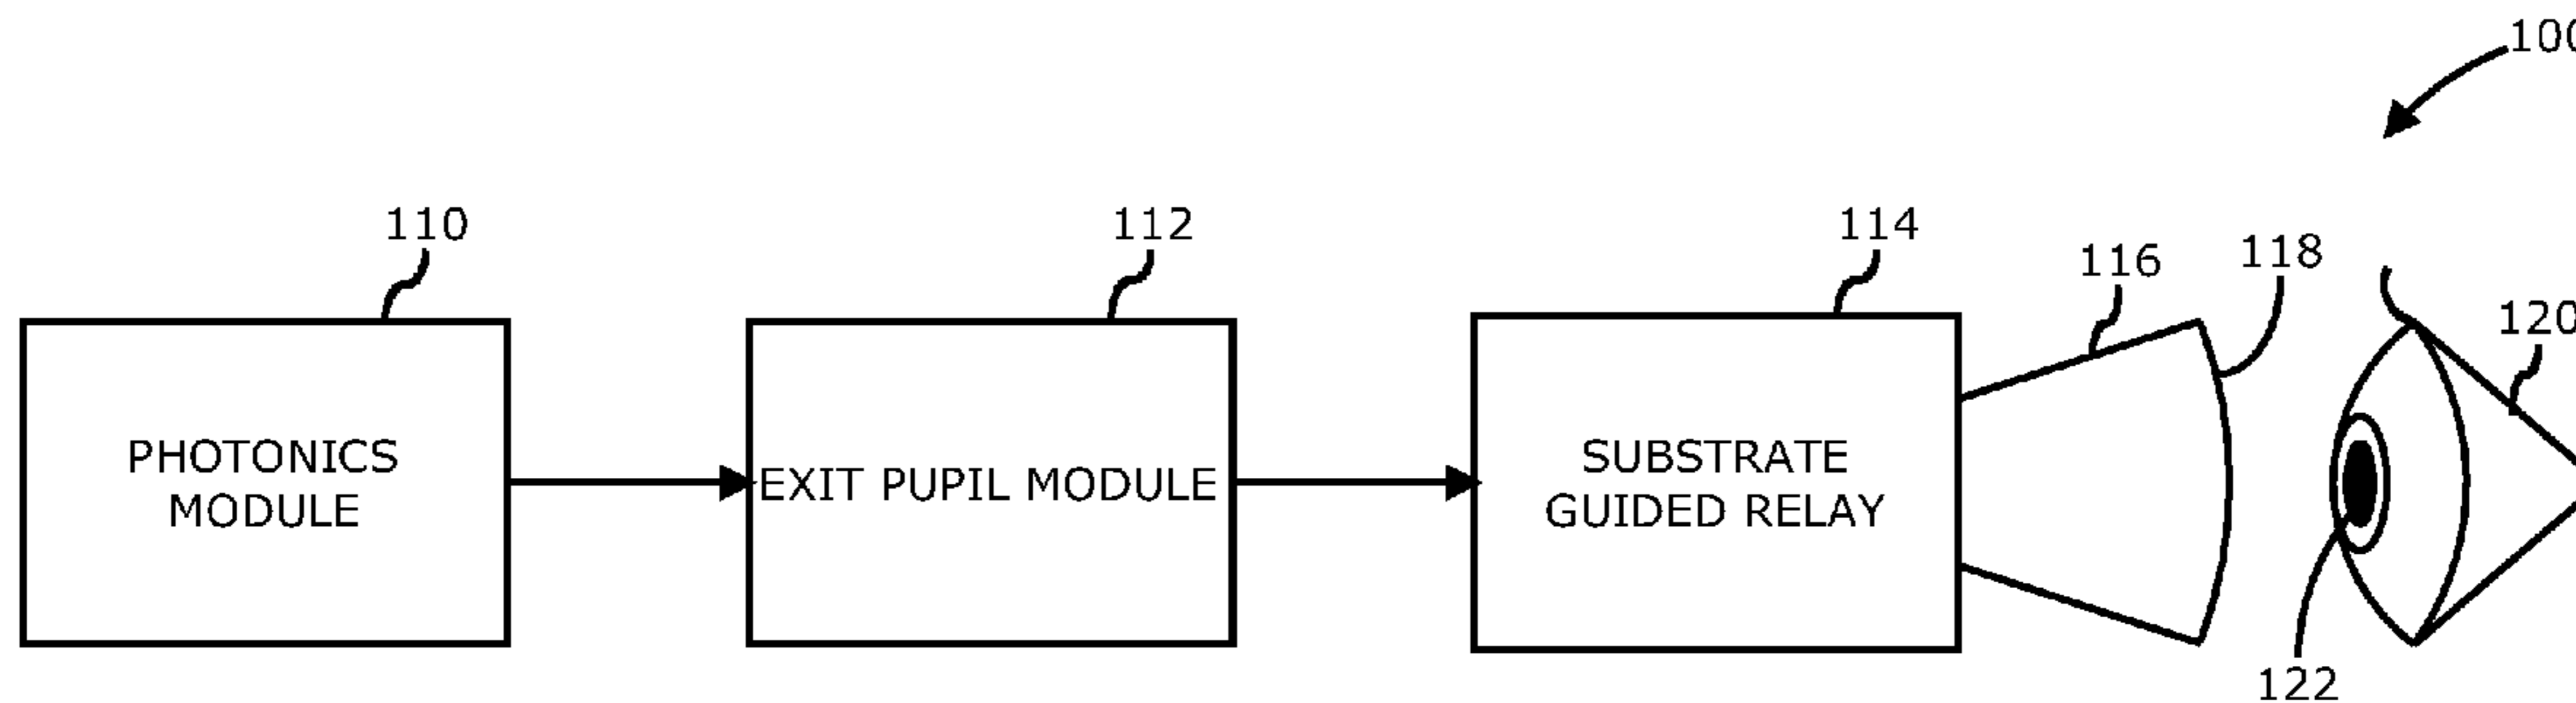 100
110
112
114
116
118
120
PHOTONICS
MODULE
EXIT PUPIL MODULE
SUBSTRATE
GUIDED RELAY
122